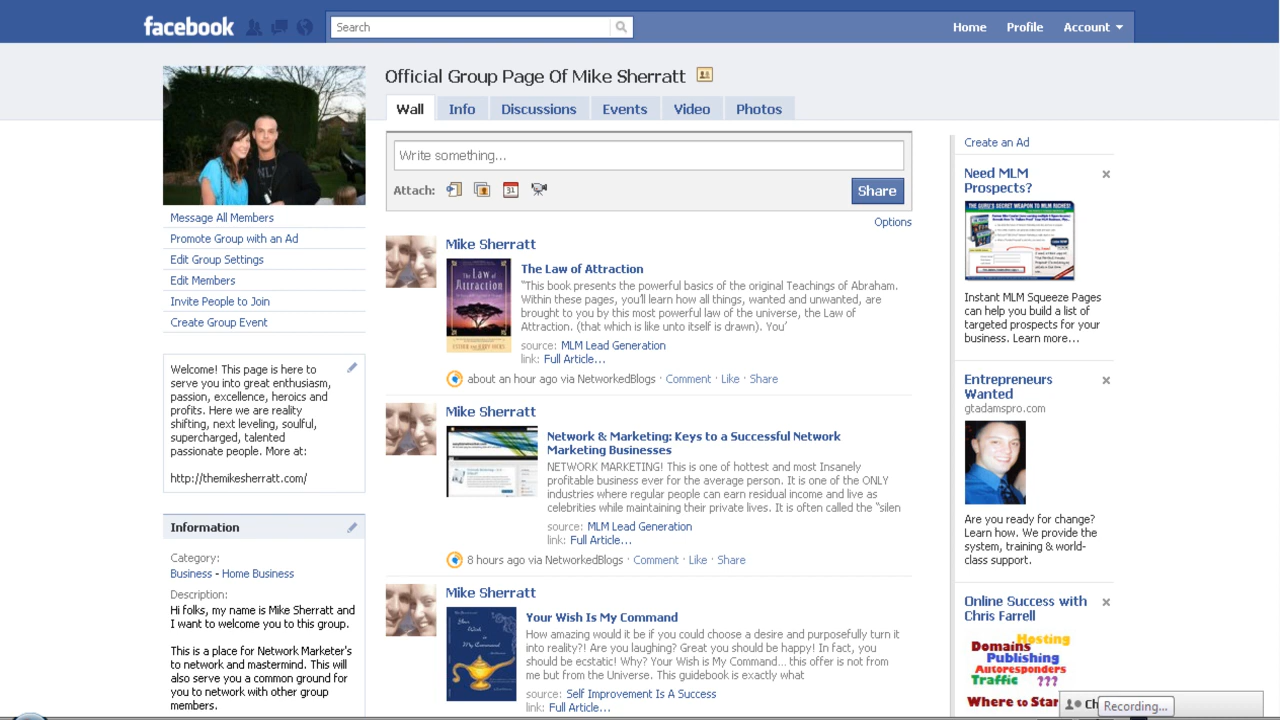 facebook
Search
Home Profile Account
Official Group Page Of Mike Sherratt
Wall Info Discussions Events Video Photos
Write something...
Attach: 31 Share
Options
Message All Members
Promote Group with an Ad
Edit Group Settings
Edit Members
Invite People to Join
Create Group Event
Welcome! This page is here to
serve you into great enthusiasm,
passion, excellence, heroics and
profits. Here we are reality
shifting, next leveling, soulful,
supercharged, talented
passionate people. More at:
http://themikesherratt.com/
Information
Category:
Business - Home Business
Description:
Hi folks, my name is Mike Sherratt and
I want to welcome you to this group.
This is a place for Network Marketer's
to network and mastermind. This will
also serve you a community and for
you to network with other group
members.
Mike Sherratt
The Law of
Attraction
The Law of Attraction
"This book presents the powerful basics of the original Teachings of Abraham.
Within these pages, you'll learn how all things, wanted and unwanted, are
brought to you by this most powerful law of the universe, the Law of
Attraction. (that which is like unto itself is drawn). You'
source: MLM Lead Generation
link: Full Article...
about an hour ago via NetworkedBlogs · Comment · Like · Share
Mike Sherratt
Network & Marketing: Keys to a Successful Network
Marketing Businesses
NETWORK MARKETING! This is one of hottest and most Insanely
profitable business ever for the average person. It is one of the ONLY
industries where regular people can earn residual income and live as
celebrities while maintaining their private lives. It is often called the "silen
source: MLM Lead Generation
link: Full Article...
8 hours ago via NetworkedBlogs · Comment · Like · Share
Mike Sherratt
Your Wish Is My Command
How amazing would it be if you could choose a desire and purposefully turn it
into reality?! Are you laughing? Great you should be happy! In fact, you
should be ecstatic! Why? Your Wish is My Command... this offer is not from
me but from the Universe. This guidebook is exactly what
source: Self Improvement Is A Success
link: Full Article...
Create an Ad
Need MLM
Prospects?
Instant MLM Squeeze Pages
can help you build a list of
targeted prospects for your
business. Learn more...
Entrepreneurs
Wanted
gtadamspro.com
Are you ready for change?
Learn how. We provide the
system, training & world-
class support.
Online Success with
Chris Farrell
Hosting
Domains
Publishing
Autoresponders
Traffic ???
Where to Star
Recording...